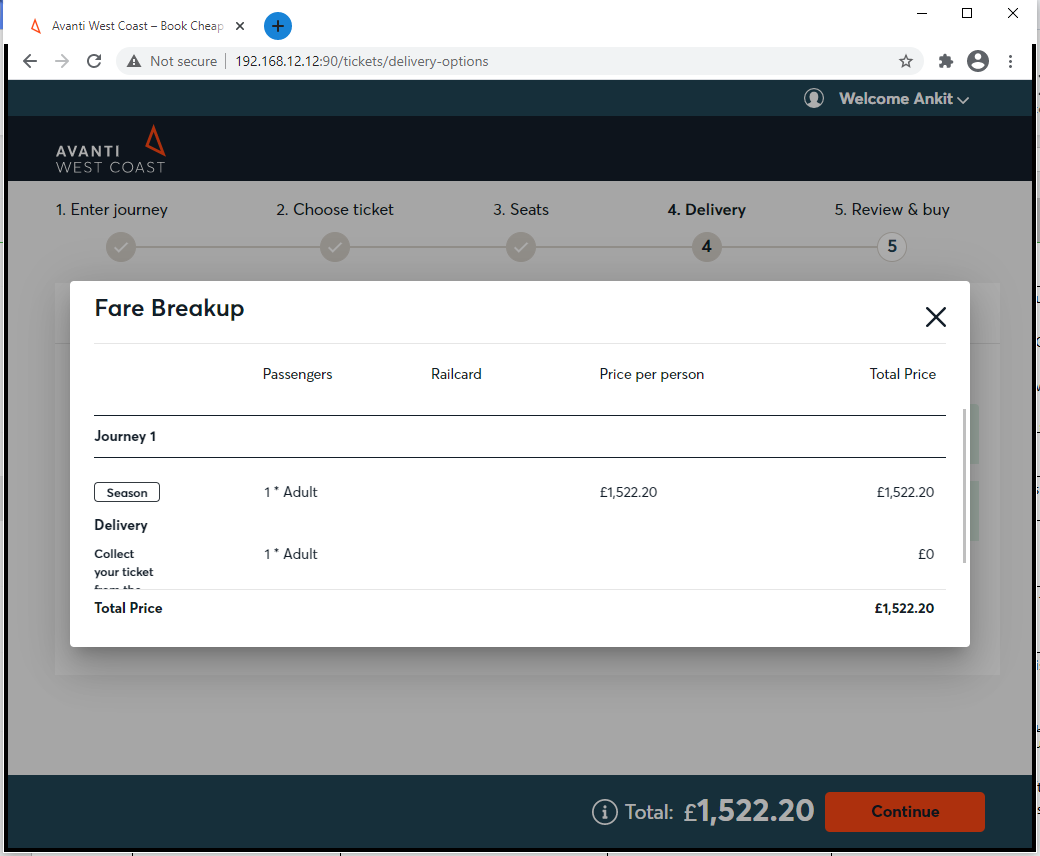 Avanti West Coast – Book Cheap
Not secure 192.168.12.12:90/tickets/delivery-options
Welcome Ankit
AVANTI
WEST COAST
1. Enter journey 2. Choose ticket 3. Seats 4. Delivery 5. Review & buy
4 5
Fare Breakup
Passengers Railcard Price per person Total Price
Journey 1
Season 1 * Adult £1,522.20 £1,522.20
Delivery
Collect 1 * Adult £0
your ticket
from the
Total Price £1,522.20
Total: £1,522.20 Continue